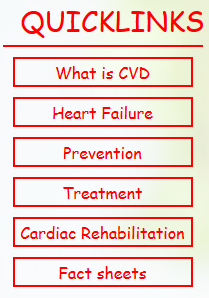 QUICKLINKS
What is CVD
Heart Failure
Prevention
Treatment
Cardiac Rehabilitation
Fact sheets